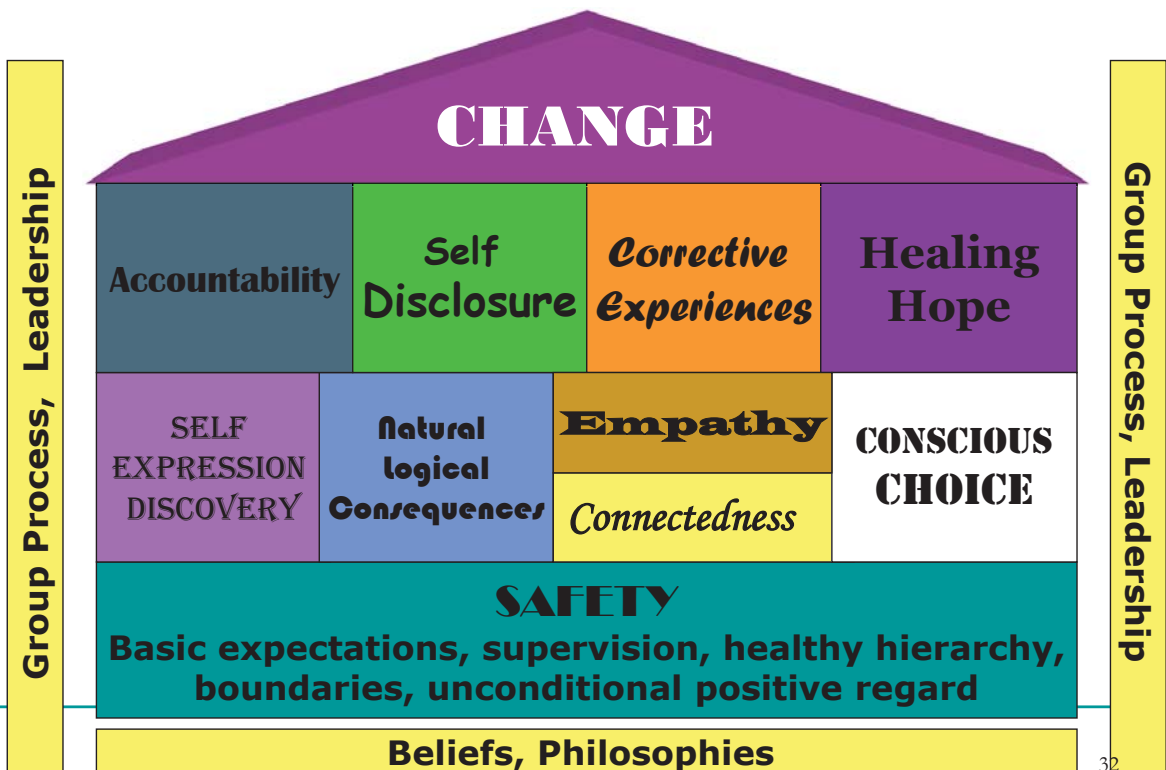 CHANGE
Group Process, Leadership
Accountability
Self
Disclosure
Corrective
Experiences
Healing
Hope
Group Process, Leadership
SELF
EXPRESSION
DISCOVERY
Natural
Logical
Consequences
Empathy
Connectedness
CONSCIOUS
CHOICE
SAFETY
Basic expectations, supervision, healthy hierarchy,
boundaries, unconditional positive regard
Beliefs, Philosophies
32